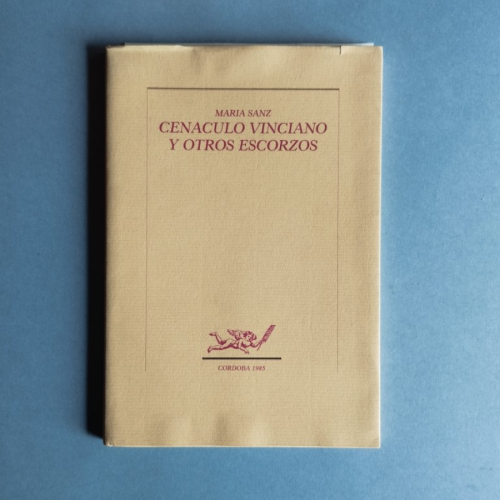 MARIA SANZ
CENACULO VINCIANO
Y OTROS ESCORZOS
CORDOBA 1985